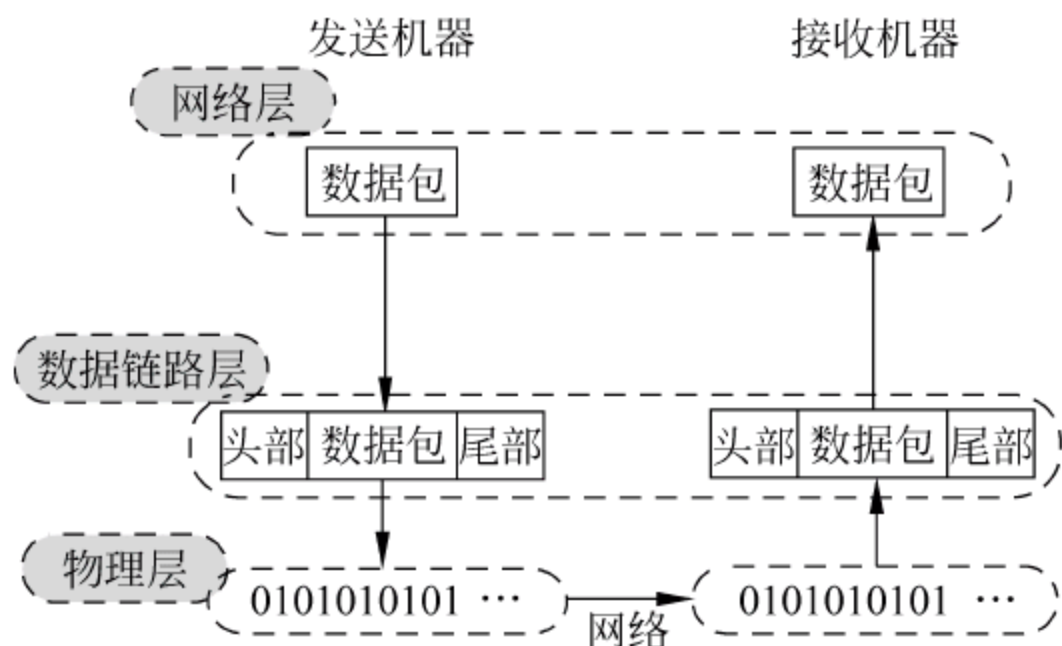 发送机器 接收机器
网络层
数据包 数据包
数据链路层
头部 数据包 尾部 头部 数据包 尾部
物理层
0101010101 … 0101010101 …
网络